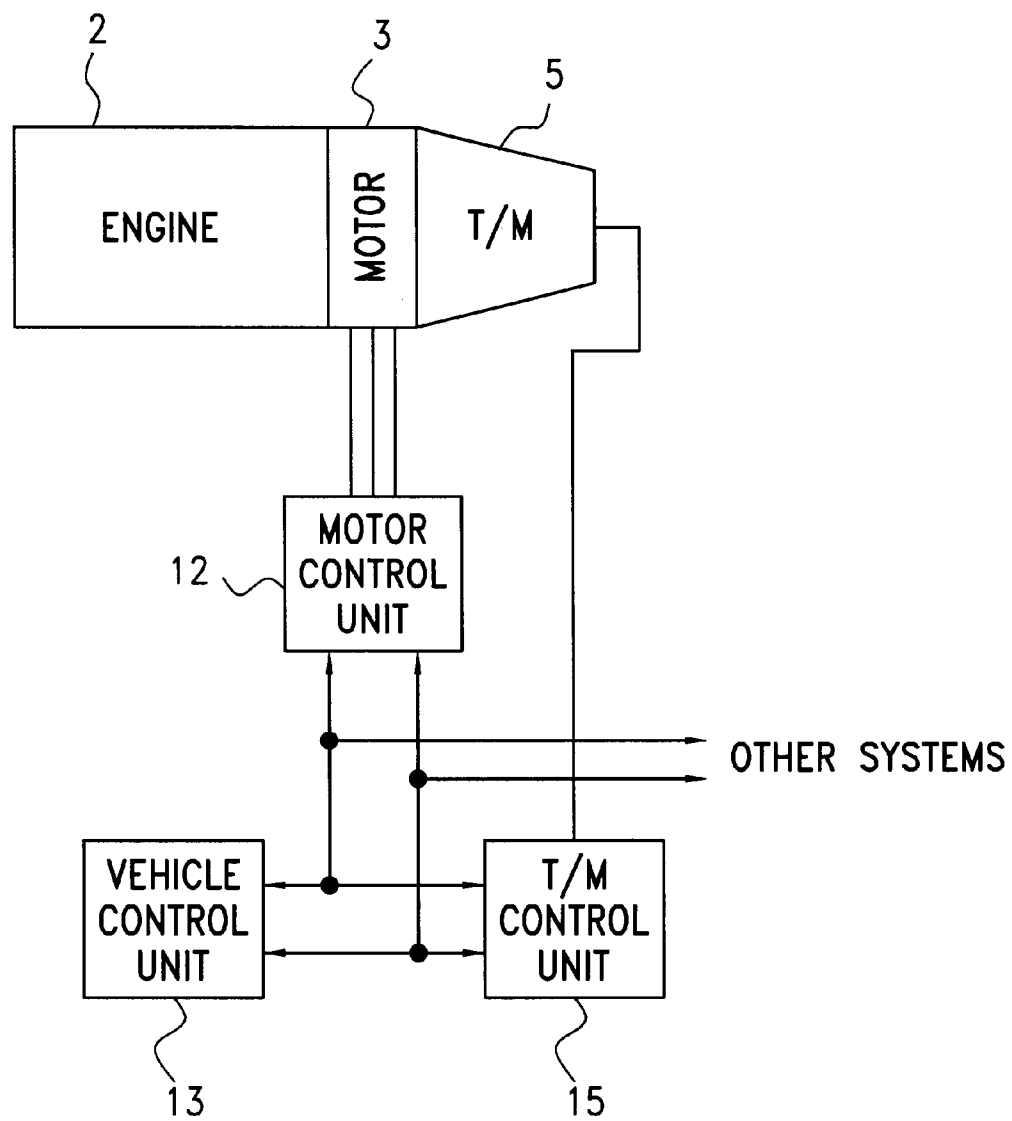 2
3
5
ENGINE
MOTOR
T/M
12
MOTOR
CONTROL
UNIT
OTHER SYSTEMS
VEHICLE
CONTROL
UNIT
T/M
CONTROL
UNIT
13
15